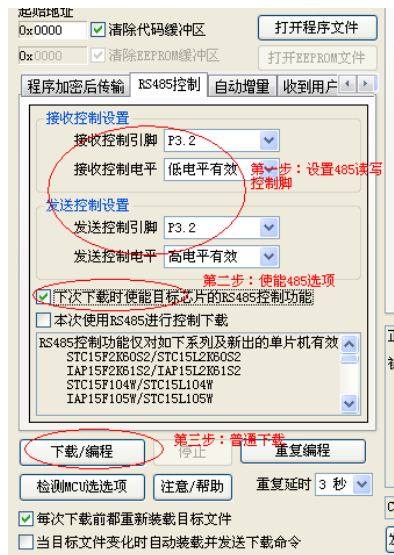 起始地址
0x0000 清除代码缓冲区 打开程序文件
0x0000 清除EEPROM缓冲区 打开EEPROM文件
程序加密后传输 RS485控制 自动增量 收到用户
接收控制设置
接收控制引脚 P3.2
接收控制电平 低电平有效
第一步：设置485读写
控制脚
发送控制设置
发送控制引脚 P3.2
发送控制电平 高电平有效
第二步：使能485选项
下次下载时使能目标芯片的RS485控制功能
本次使用RS485进行控制下载
RS485控制功能仅对如下系列及新出的单片机有效
STC15F2K60S2/STC15L2K60S2
IAP15F2K61S2/IAP15L2K61S2
STC15F104W/STC15L104W
IAP15F105W/STC15L105W
第三步：普通下载
下载/编程 停止 重复编程
检测MCU选选项 注意/帮助 重复延时 3 秒
每次下载前都重新装载目标文件
当目标文件变化时自动装载并发送下载命令